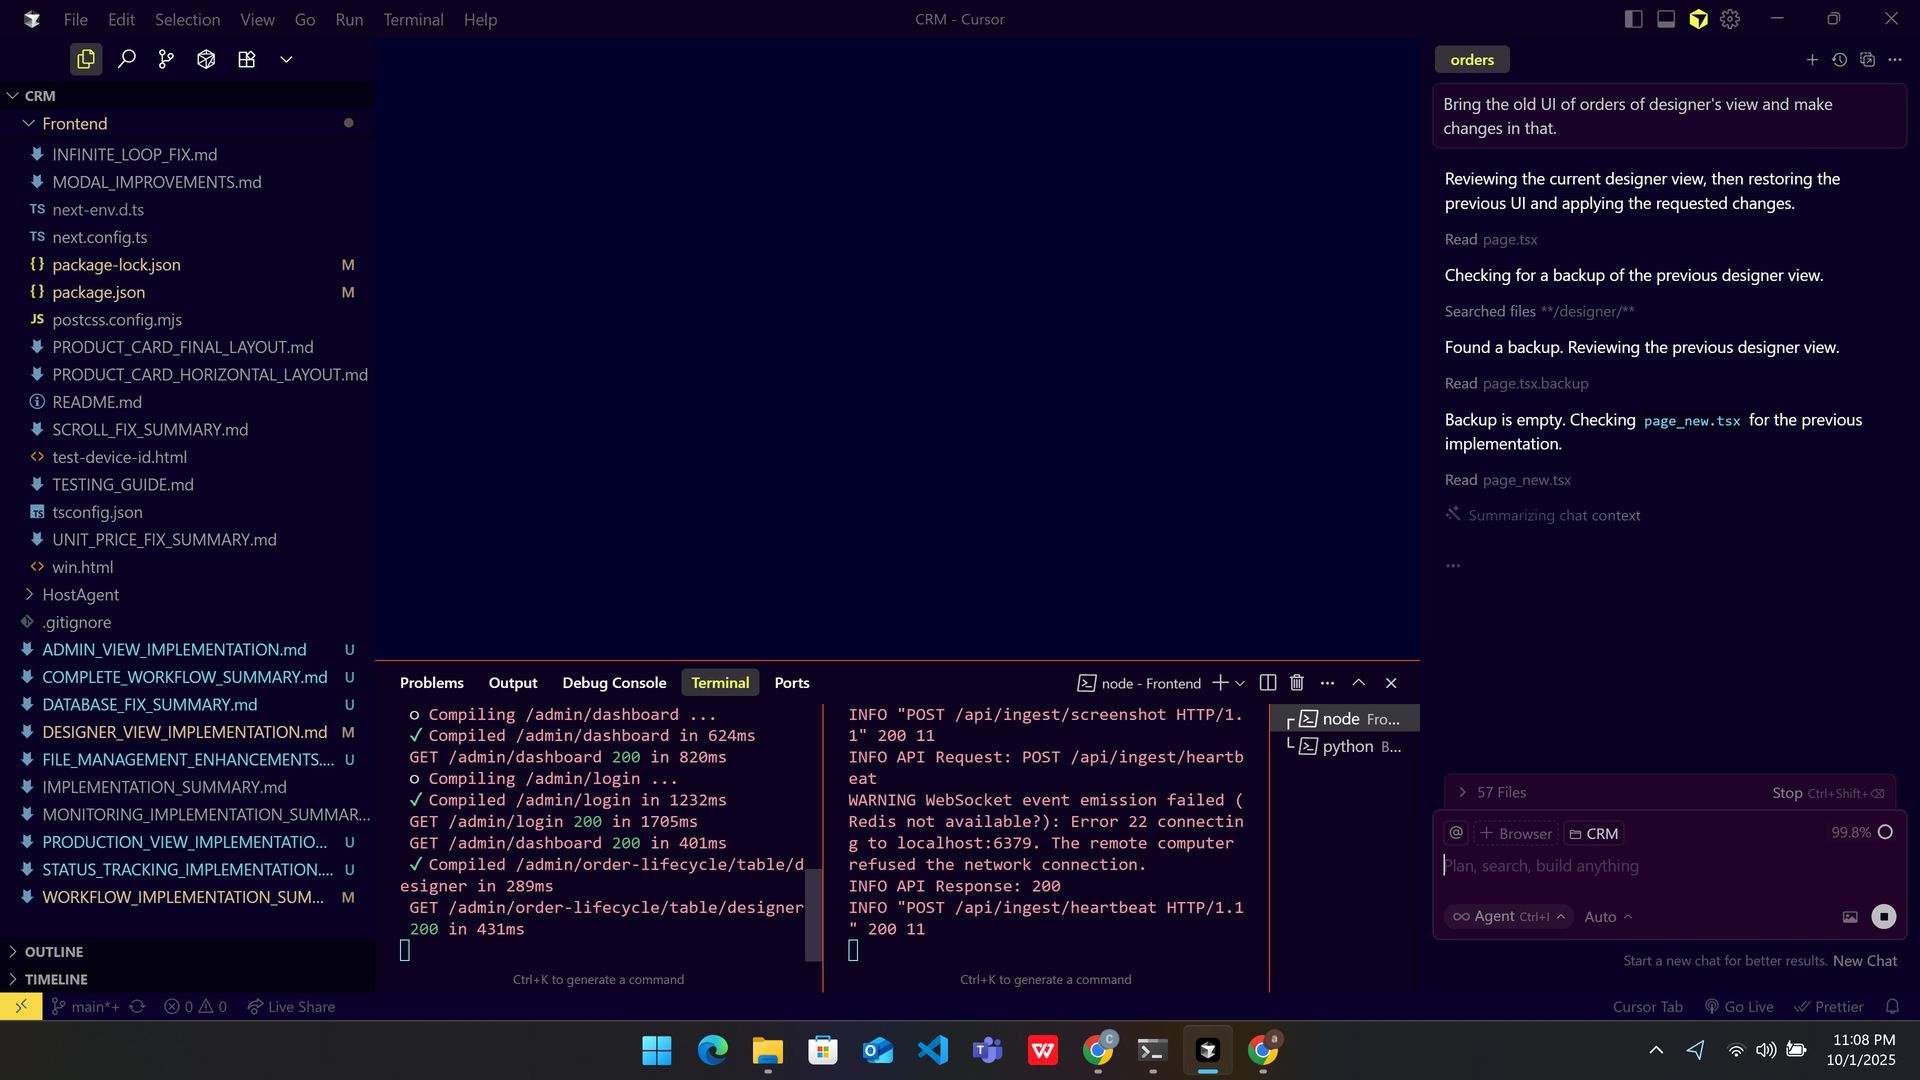 File Edit Selection View Go Run Terminal Help
CRM - Cursor
CRM
Frontend
INFINITE_LOOP_FIX.md
MODAL_IMPROVEMENTS.md
TS next-env.d.ts
TS next.config.ts
{} package-lock.json M
{} package.json M
JS postcss.config.mjs
PRODUCT_CARD_FINAL_LAYOUT.md
PRODUCT_CARD_HORIZONTAL_LAYOUT.md
README.md
SCROLL_FIX_SUMMARY.md
<> test-device-id.html
TESTING_GUIDE.md
TS tsconfig.json
UNIT_PRICE_FIX_SUMMARY.md
<> win.html
HostAgent
.gitignore
ADMIN_VIEW_IMPLEMENTATION.md U
COMPLETE_WORKFLOW_SUMMARY.md U
DATABASE_FIX_SUMMARY.md U
DESIGNER_VIEW_IMPLEMENTATION.md M
FILE_MANAGEMENT_ENHANCEMENTS.... U
IMPLEMENTATION_SUMMARY.md
MONITORING_IMPLEMENTATION_SUMMAR...
PRODUCTION_VIEW_IMPLEMENTATIO... U
STATUS_TRACKING_IMPLEMENTATION.... U
WORKFLOW_IMPLEMENTATION_SUM... M
OUTLINE
TIMELINE
Problems Output Debug Console Terminal Ports
node - Frontend
○ Compiling /admin/dashboard ...
✓ Compiled /admin/dashboard in 624ms
GET /admin/dashboard 200 in 820ms
○ Compiling /admin/login ...
✓ Compiled /admin/login in 1232ms
GET /admin/login 200 in 1705ms
GET /admin/dashboard 200 in 401ms
✓ Compiled /admin/order-lifecycle/table/d
esigner in 289ms
GET /admin/order-lifecycle/table/designer
200 in 431ms
Ctrl+K to generate a command
INFO "POST /api/ingest/screenshot HTTP/1.
1" 200 11
INFO API Request: POST /api/ingest/heartb
eat
WARNING WebSocket event emission failed (
Redis not available?): Error 22 connectin
g to localhost:6379. The remote computer
refused the network connection.
INFO API Response: 200
INFO "POST /api/ingest/heartbeat HTTP/1.1
" 200 11
Ctrl+K to generate a command
node Fro...
python B...
orders
Bring the old UI of orders of designer's view and make
changes in that.
Reviewing the current designer view, then restoring the
previous UI and applying the requested changes.
Read page.tsx
Checking for a backup of the previous designer view.
Searched files **/designer/**
Found a backup. Reviewing the previous designer view.
Read page.tsx.backup
Backup is empty. Checking page_new.tsx for the previous
implementation.
Read page_new.tsx
Summarizing chat context
...
57 Files Stop Ctrl+Shift+⌫
@ + Browser CRM 99.8%
Plan, search, build anything
∞ Agent Ctrl+I Auto
Start a new chat for better results. New Chat
main*+ 0 0 Live Share
Cursor Tab Go Live Prettier
C a
11:08 PM
10/1/2025